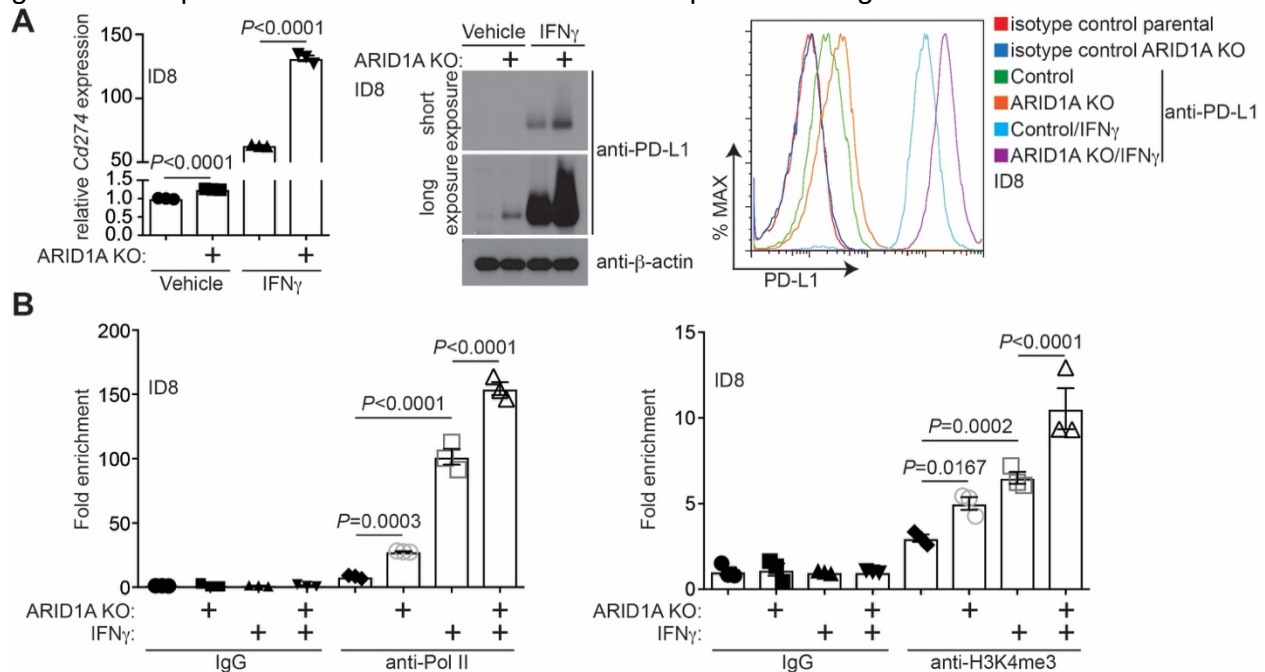 A
relative Cd274 expression
150
100
50
1.5
1.0
0.5
0.0
ID8
P<0.0001
P<0.0001
ARID1A KO: +
+
Vehicle
IFNγ
Vehicle IFNγ
ARID1A KO: + +
ID8
short exposure
long exposure
anti-PD-L1
anti-β-actin
% MAX
PD-L1
isotype control parental
isotype control ARID1A KO
Control
ARID1A KO
Control/IFNγ
ARID1A KO/IFNγ
anti-PD-L1
ID8
B
Fold enrichment
200
150
100
50
0
ID8
P=0.0003
P<0.0001
P<0.0001
ARID1A KO: + + + +
IFNγ: + + + +
IgG
anti-Pol II
Fold enrichment
15
10
5
0
ID8
P=0.0167
P=0.0002
P<0.0001
ARID1A KO: + + + +
IFNγ: + + + +
IgG
anti-H3K4me3